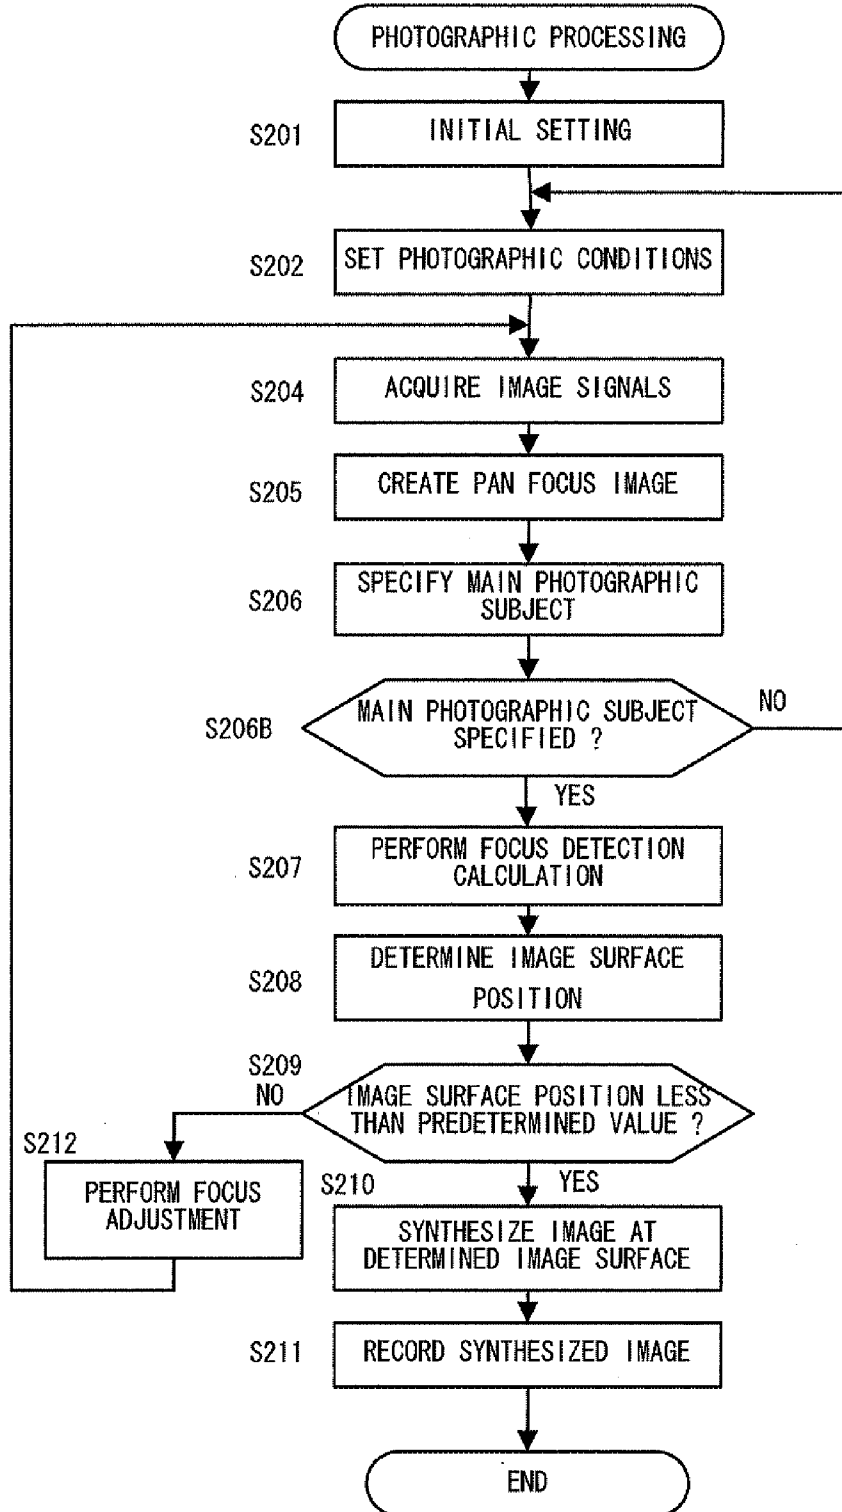 PHOTOGRAPHIC PROCESSING
S201
INITIAL SETTING
S202
SET PHOTOGRAPHIC CONDITIONS
S204
ACQUIRE IMAGE SIGNALS
S205
CREATE PAN FOCUS IMAGE
S206
SPECIFY MAIN PHOTOGRAPHIC
SUBJECT
S206B
MAIN PHOTOGRAPHIC SUBJECT
SPECIFIED ?
NO
YES
S207
PERFORM FOCUS DETECTION
CALCULATION
S208
DETERMINE IMAGE SURFACE
POSITION
S209
NO
IMAGE SURFACE POSITION LESS
THAN PREDETERMINED VALUE ?
S212
PERFORM FOCUS
ADJUSTMENT
YES
S210
SYNTHESIZE IMAGE AT
DETERMINED IMAGE SURFACE
S211
RECORD SYNTHESIZED IMAGE
END